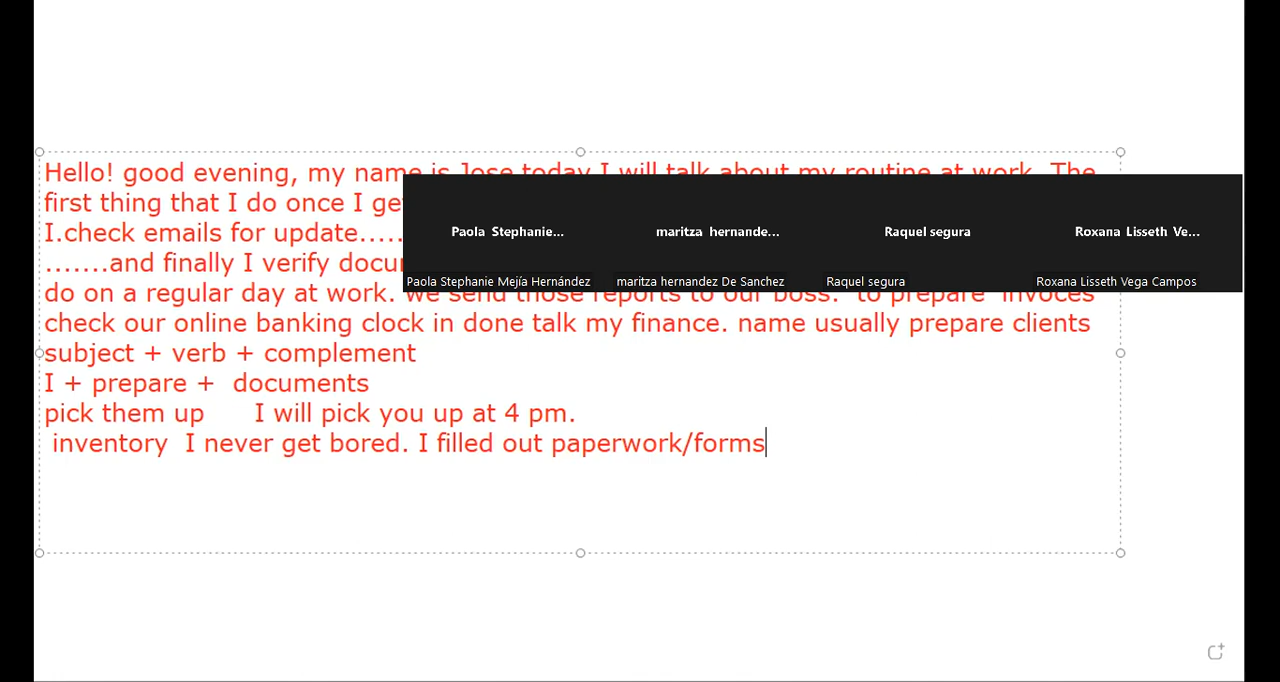 Hello! good evening, my name is Jose today I will talk about my routine at work. The
first thing that I do once I
I.check emails for update.....
.......and finally I verify
do on a regular day at work. we send those reports to our boss. to prepare invoces
check our online banking clock in done talk my finance. name usually prepare clients
subject + verb + complement
I + prepare + documents
pick them up I will pick you up at 4 pm.
inventory I never get bored. I filled out paperwork/forms
Paola Stephanie... maritza hernande... Raquel segura Roxana Lisseth Ve...
Paola Stephanie Mejía Hernández maritza hernandez De Sanchez Raquel segura Roxana Lisseth Vega Campos